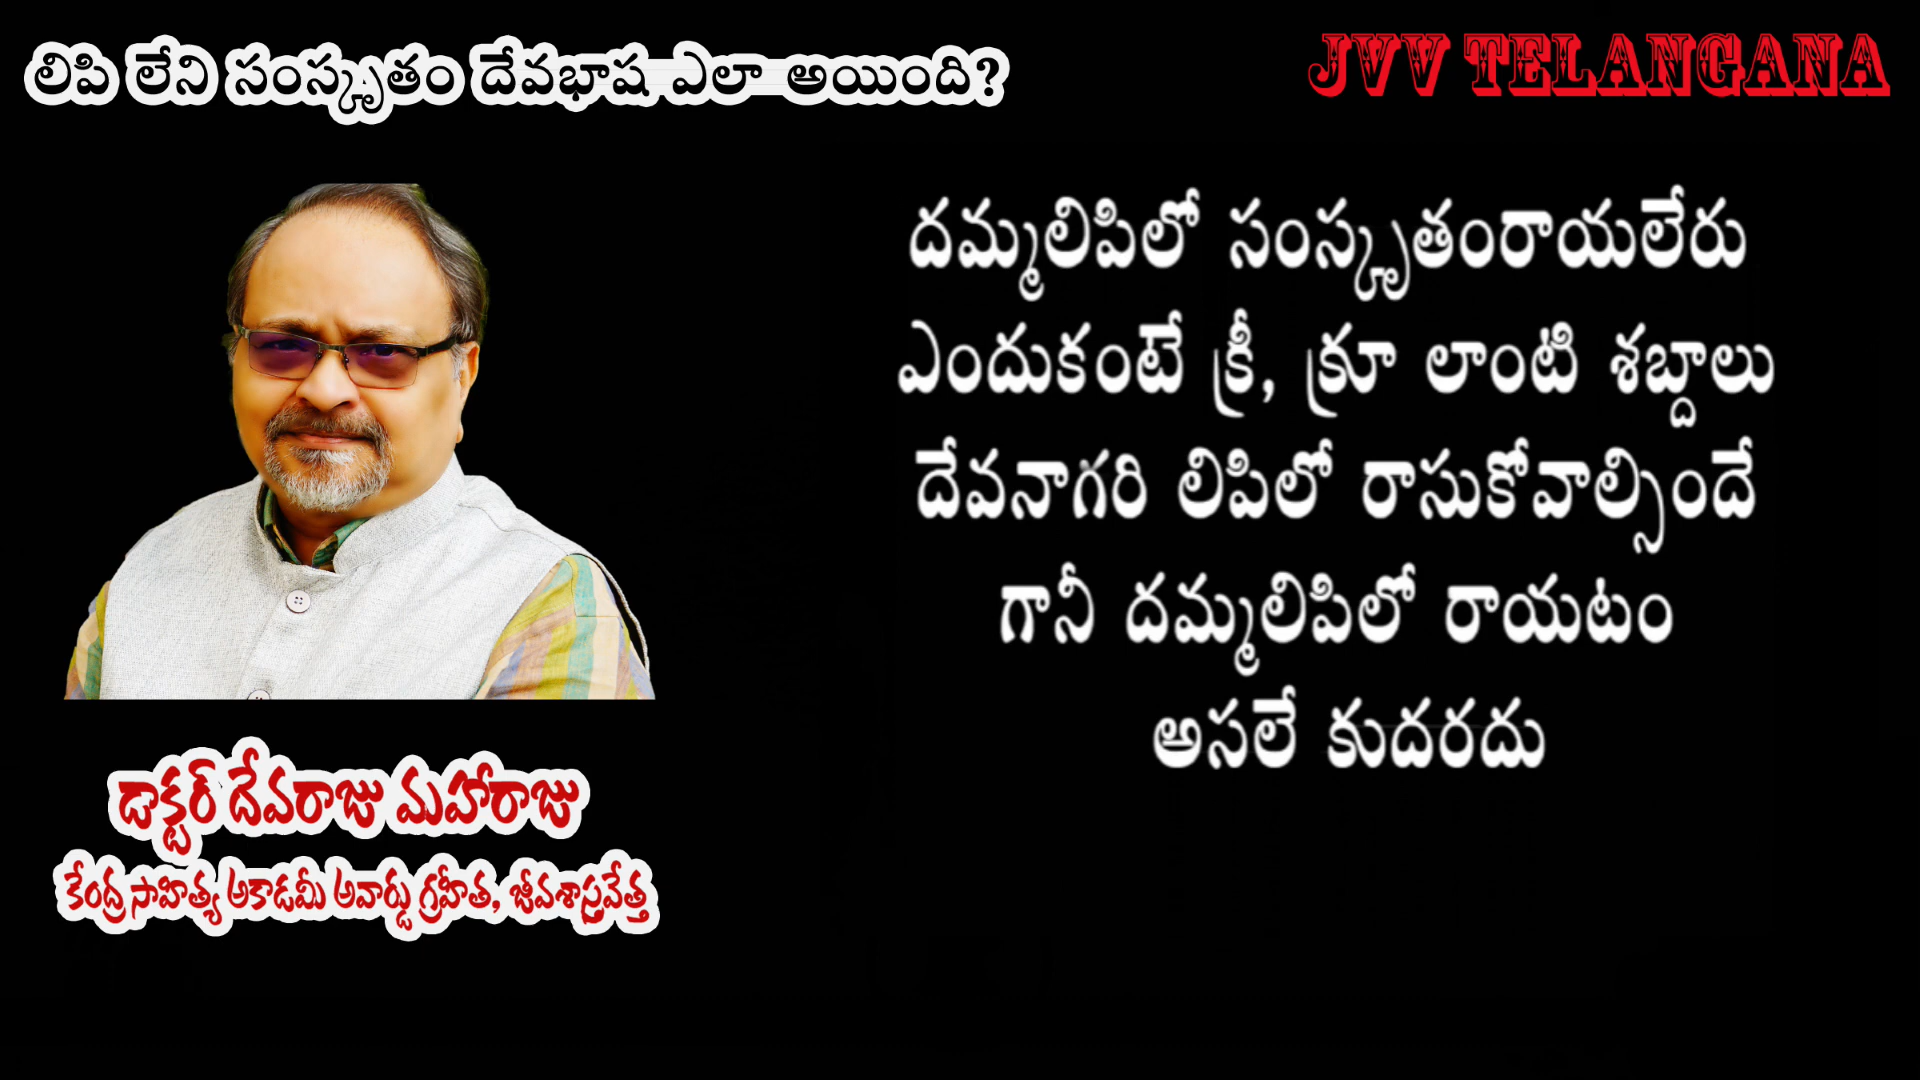 లిపి లేని సంస్కృతం దేవభాష ఎలా అయింది?
JVV TELANGANA
దమ్మలిపిలో సంస్కృతంరాయలేరు
ఎందుకంటే క్రీ, క్రూ లాంటి శబ్దాలు
దేవనాగరి లిపిలో రాసుకోవాల్సిందే
గానీ దమ్మలిపిలో రాయటం
అసలే కుదరదు
డాక్టర్ దేవరాజు మహారాజు
కేంద్ర సాహిత్య అకాడమీ అవార్డు గ్రహీత, జీవశాస్త్రవేత్త